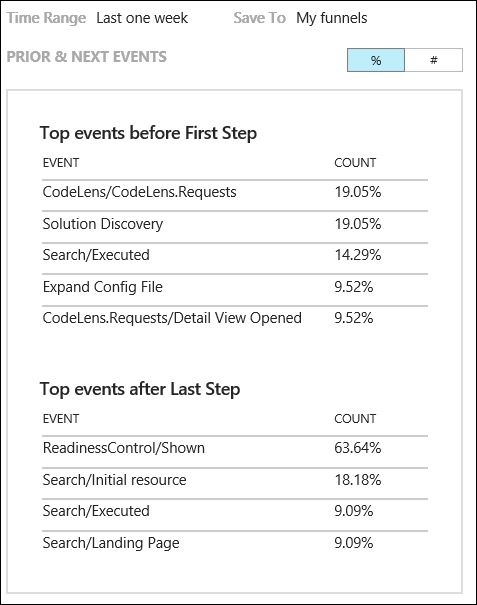 Time Range Last one week Save To My funnels
PRIOR & NEXT EVENTS % #
Top events before First Step
EVENT COUNT
CodeLens/CodeLens.Requests 19.05%
Solution Discovery 19.05%
Search/Executed 14.29%
Expand Config File 9.52%
CodeLens.Requests/Detail View Opened 9.52%
Top events after Last Step
EVENT COUNT
ReadinessControl/Shown 63.64%
Search/Initial resource 18.18%
Search/Executed 9.09%
Search/Landing Page 9.09%